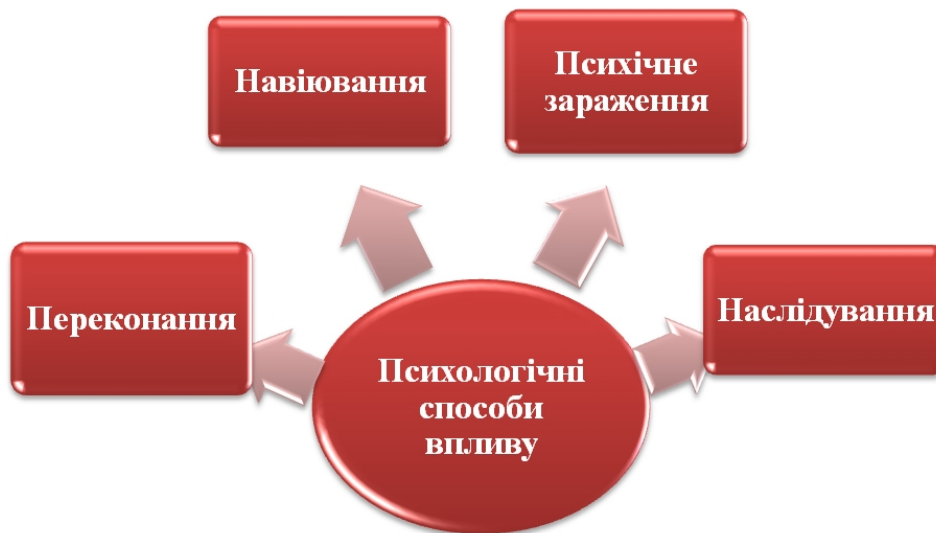 Навіювання
Психічне
зараження
Переконання
Наслідування
Психологічні
способи
впливу